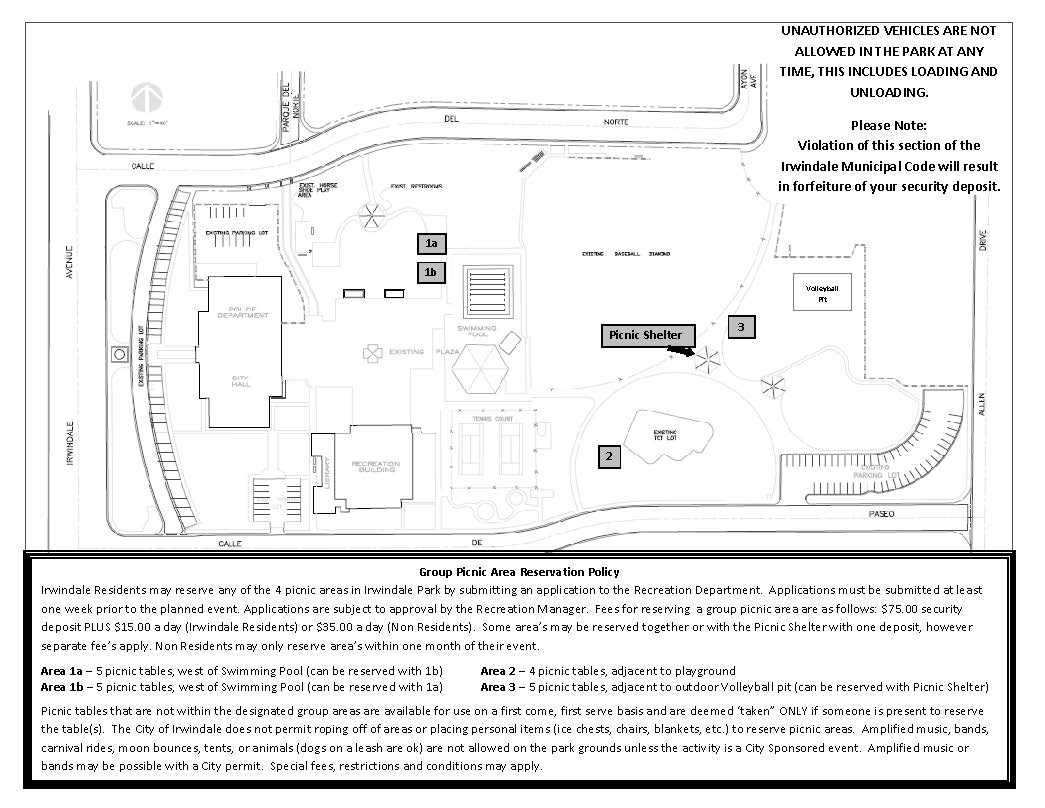 UNAUTHORIZED VEHICLES ARE NOT
ALLOWED IN THE PARK AT ANY
TIME, THIS INCLUDES LOADING AND
UNLOADING.
Please Note:
Violation of this section of the
Irwindale Municipal Code will result
in forfeiture of your security deposit.
SCALE: 1"=40'
PARQUE DEL
NORTE
AYON
AVE
DEL
NORTE
CALLE
EXIST. HORSE
SHOE PLAY
AREA
EXIST. RESTROOMS
EXISTING PARKING LOT
1a
1b
EXISTING BASEBALL DIAMOND
AVENUE
DRIVE
Volleyball
Pit
POLICE
DEPARTMENT
SWIMMING
POOL
Picnic Shelter
3
EXISTING PARKING LOT
EXISTING PLAZA
CITY
HALL
IRWINDALE
ALLEN
TENNIS COURT
EXISTING
TOT LOT
2
LIBRARY
RECREATION
BUILDING
EXISTING
PARKING LOT
LOT
PASEO
CALLE
DE
Group Picnic Area Reservation Policy
Irwindale Residents may reserve any of the 4 picnic areas in Irwindale Park by submitting an application to the Recreation Department. Applications must be submitted at least
one week prior to the planned event. Applications are subject to approval by the Recreation Manager. Fees for reserving a group picnic area are as follows: $75.00 security
deposit PLUS $15.00 a day (Irwindale Residents) or $35.00 a day (Non Residents). Some area's may be reserved together or with the Picnic Shelter with one deposit, however
separate fee's apply. Non Residents may only reserve area's within one month of their event.
Area 1a – 5 picnic tables, west of Swimming Pool (can be reserved with 1b)
Area 1b – 5 picnic tables, west of Swimming Pool (can be reserved with 1a)
Area 2 – 4 picnic tables, adjacent to playground
Area 3 – 5 picnic tables, adjacent to outdoor Volleyball pit (can be reserved with Picnic Shelter)
Picnic tables that are not within the designated group areas are available for use on a first come, first serve basis and are deemed ‘taken” ONLY if someone is present to reserve
the table(s). The City of Irwindale does not permit roping off of areas or placing personal items (ice chests, chairs, blankets, etc.) to reserve picnic areas. Amplified music, bands,
carnival rides, moon bounces, tents, or animals (dogs on a leash are ok) are not allowed on the park grounds unless the activity is a City Sponsored event. Amplified music or
bands may be possible with a City permit. Special fees, restrictions and conditions may apply.